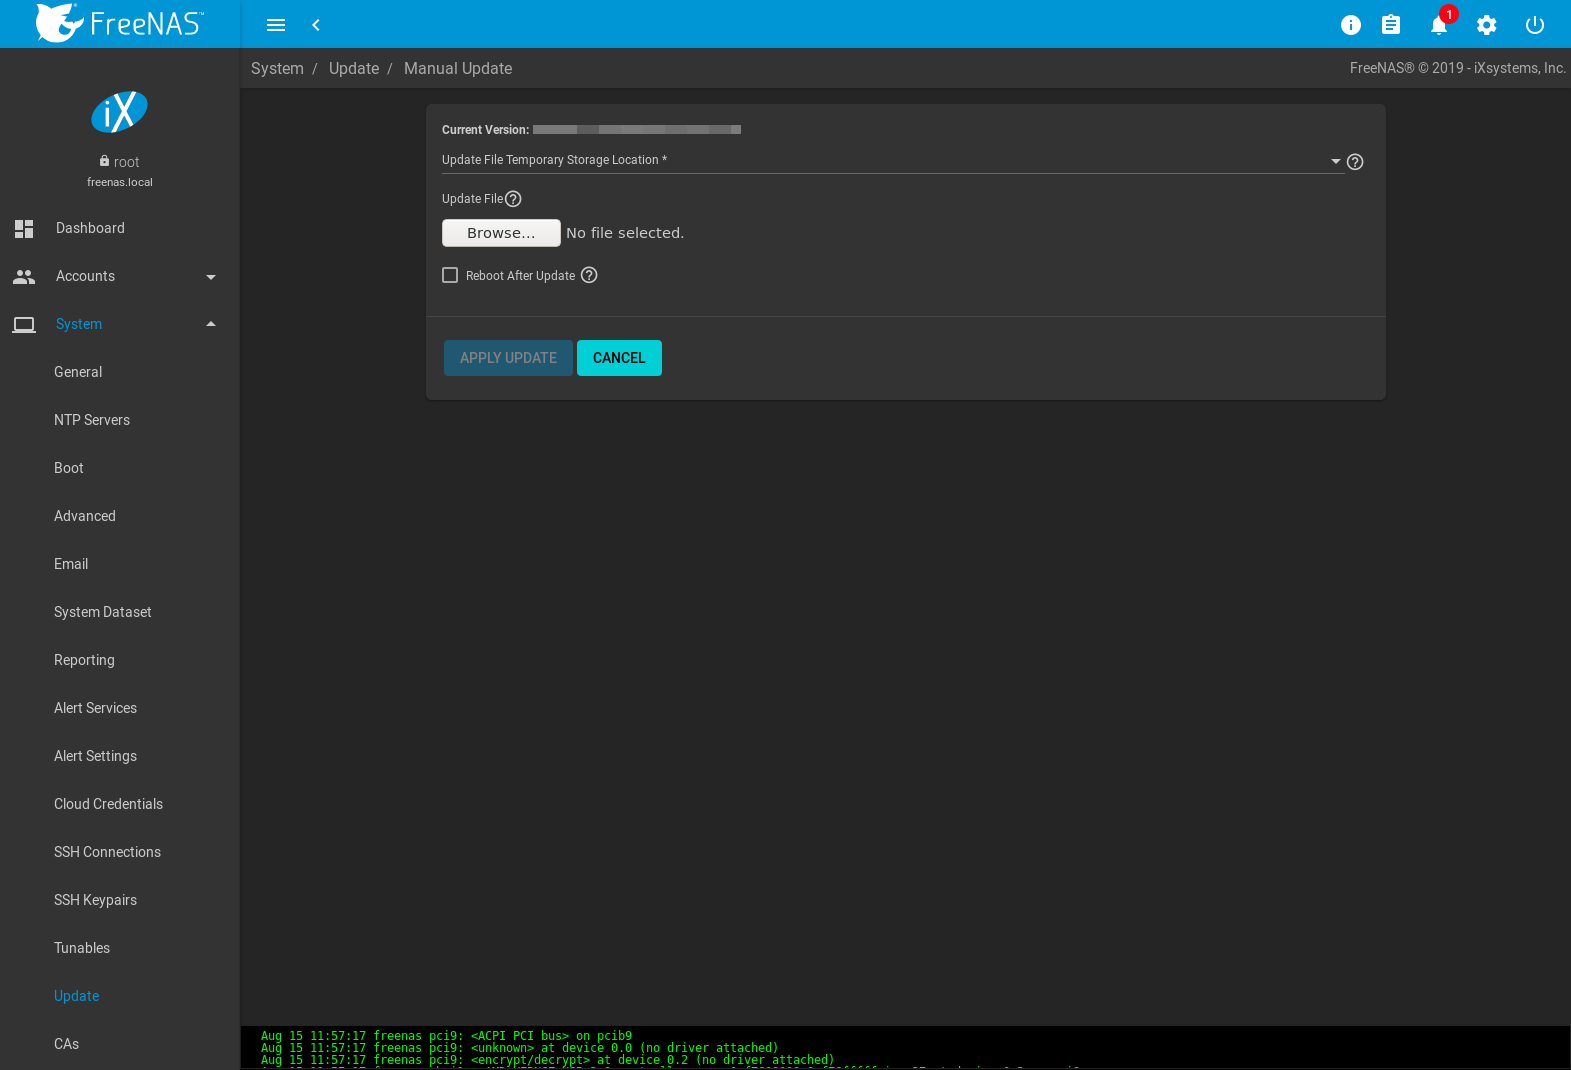 FreeNAS™
1
System / Update / Manual Update
FreeNAS® © 2019 - iXsystems, Inc.
iX
root
freenas.local
Dashboard
Accounts
System
General
NTP Servers
Boot
Advanced
Email
System Dataset
Reporting
Alert Services
Alert Settings
Cloud Credentials
SSH Connections
SSH Keypairs
Tunables
Update
CAs
Current Version:
Update File Temporary Storage Location *
Update File
Browse...
No file selected.
Reboot After Update
APPLY UPDATE
CANCEL
Aug 15 11:57:17 freenas pci9: <ACPI PCI bus> on pcib9
Aug 15 11:57:17 freenas pci9: <unknown> at device 0.0 (no driver attached)
Aug 15 11:57:17 freenas pci9: <encrypt/decrypt> at device 0.2 (no driver attached)